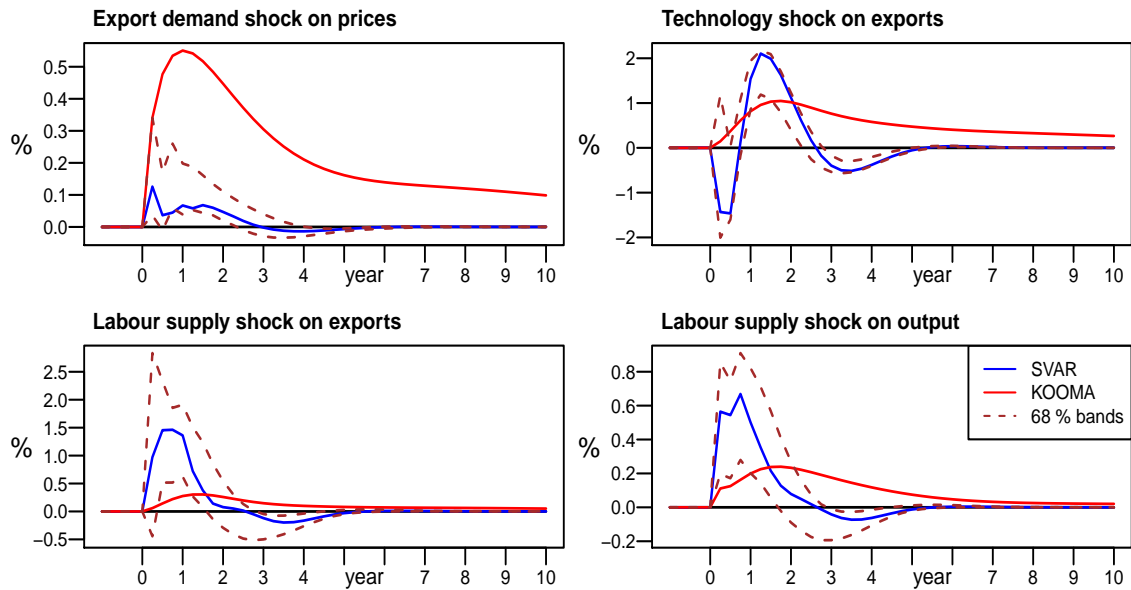 Export demand shock on prices
0.5
0.4
0.3
0.2
0.1
0.0
%
0 1 2 3 4 year 7 8 9 10
Technology shock on exports
2
1
0
−1
−2
%
0 1 2 3 4 year 7 8 9 10
Labour supply shock on exports
2.5
2.0
1.5
1.0
0.5
0.0
−0.5
%
0 1 2 3 4 year 7 8 9 10
Labour supply shock on output
0.8
0.6
0.4
0.2
0.0
−0.2
%
0 1 2 3 4 year 7 8 9 10
SVAR
KOOMA
68 % bands